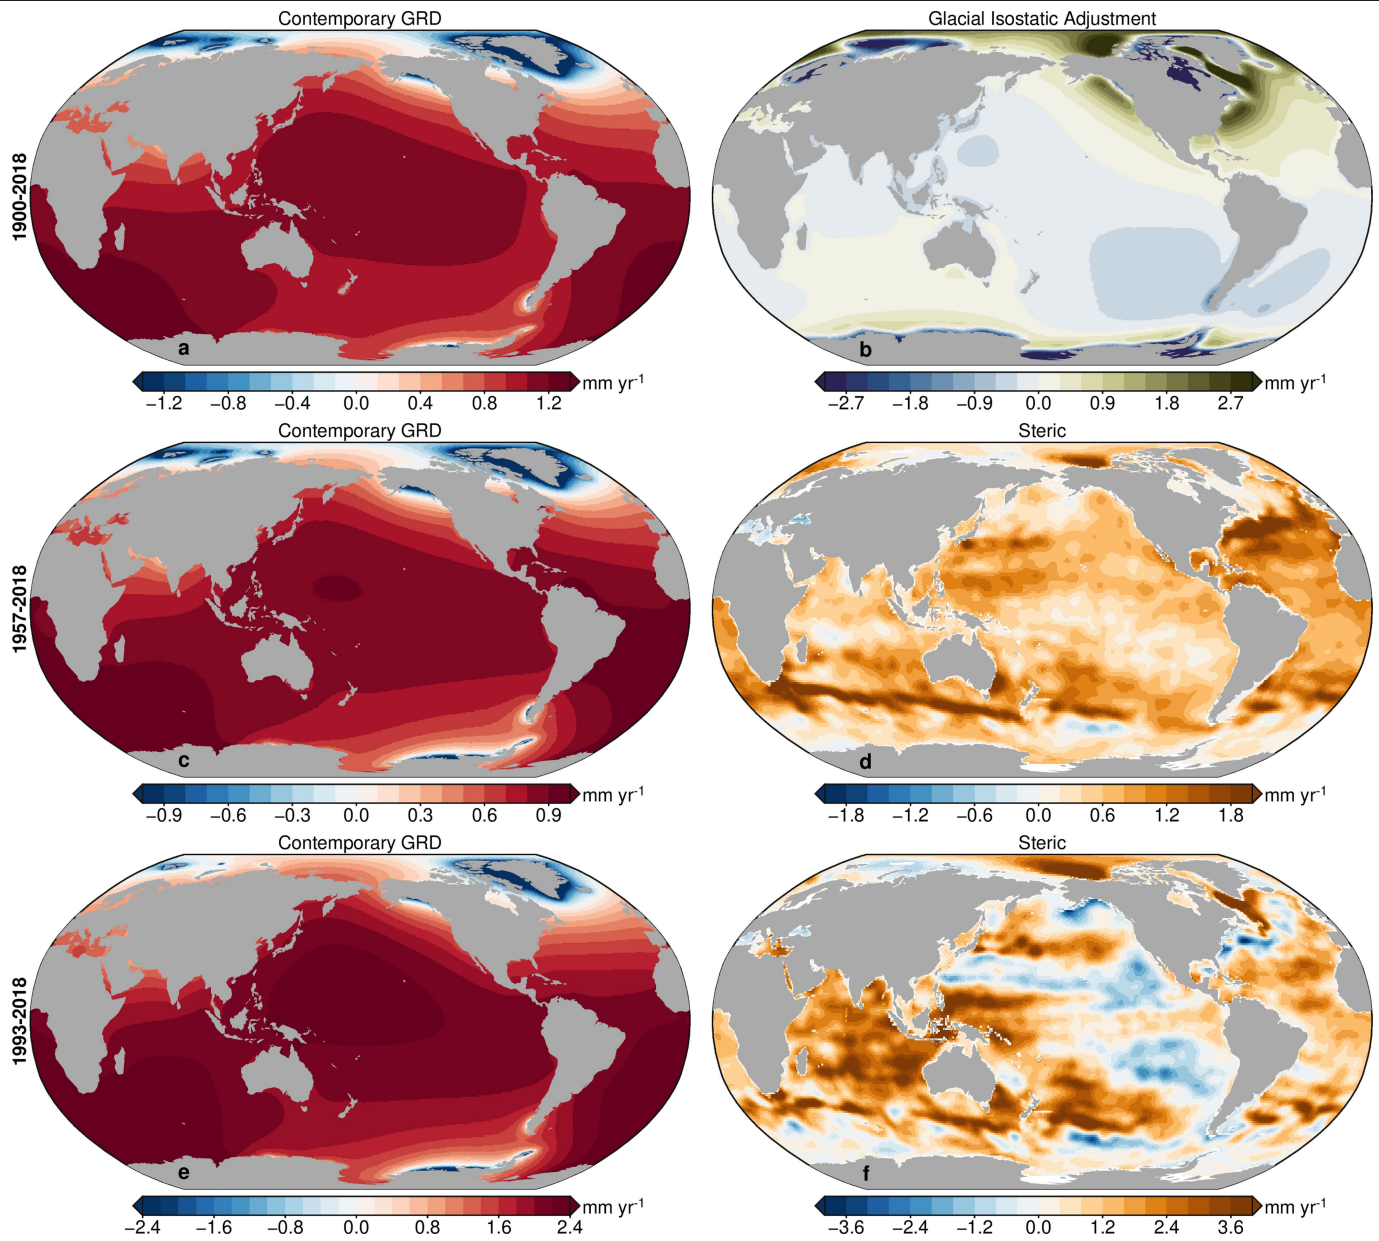 Contemporary GRD
Glacial Isostatic Adjustment
1900-2018
a
b
−1.2 −0.8 −0.4 0.0 0.4 0.8 1.2 mm yr-1
−2.7 −1.8 −0.9 0.0 0.9 1.8 2.7 mm yr-1
Contemporary GRD
Steric
1957-2018
c
d
−0.9 −0.6 −0.3 0.0 0.3 0.6 0.9 mm yr-1
−1.8 −1.2 −0.6 0.0 0.6 1.2 1.8 mm yr-1
Contemporary GRD
Steric
1993-2018
e
f
−2.4 −1.6 −0.8 0.0 0.8 1.6 2.4 mm yr-1
−3.6 −2.4 −1.2 0.0 1.2 2.4 3.6 mm yr-1